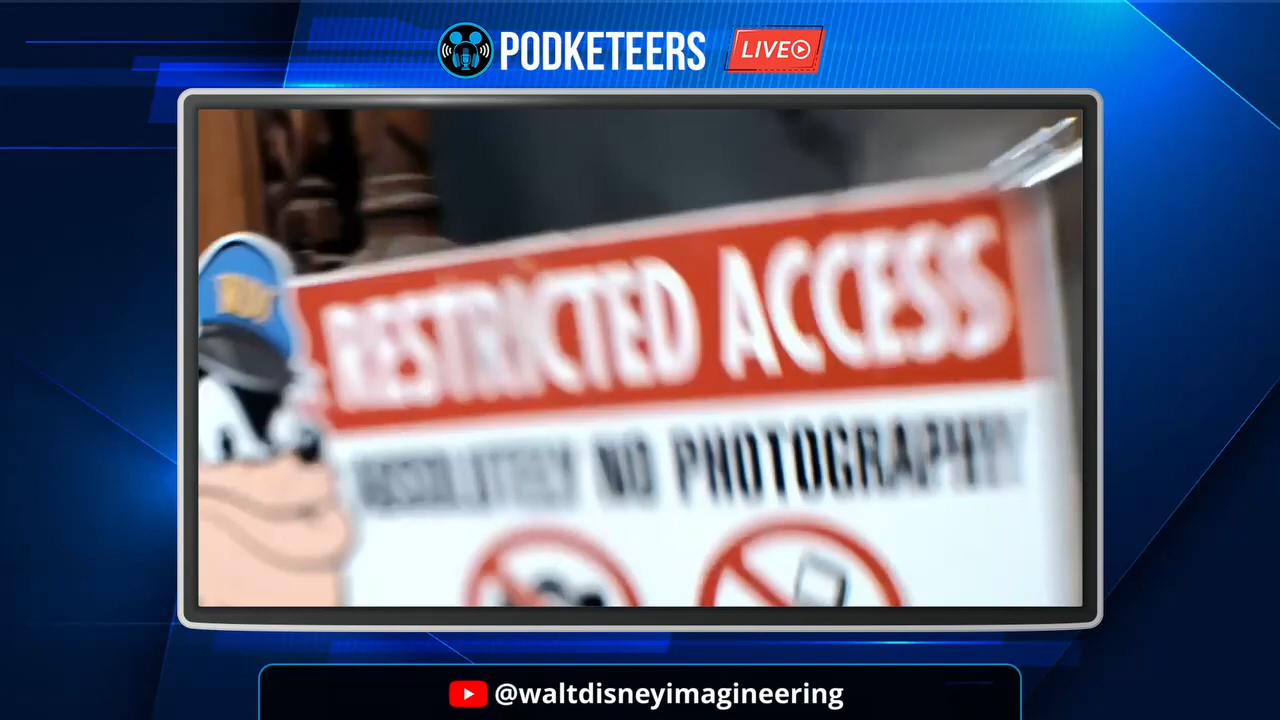 PODKETEERS
LIVE
RESTRICTED ACCESS
ABSOLUTELY NO PHOTOGRAPHY!
@waltdisneyimagineering